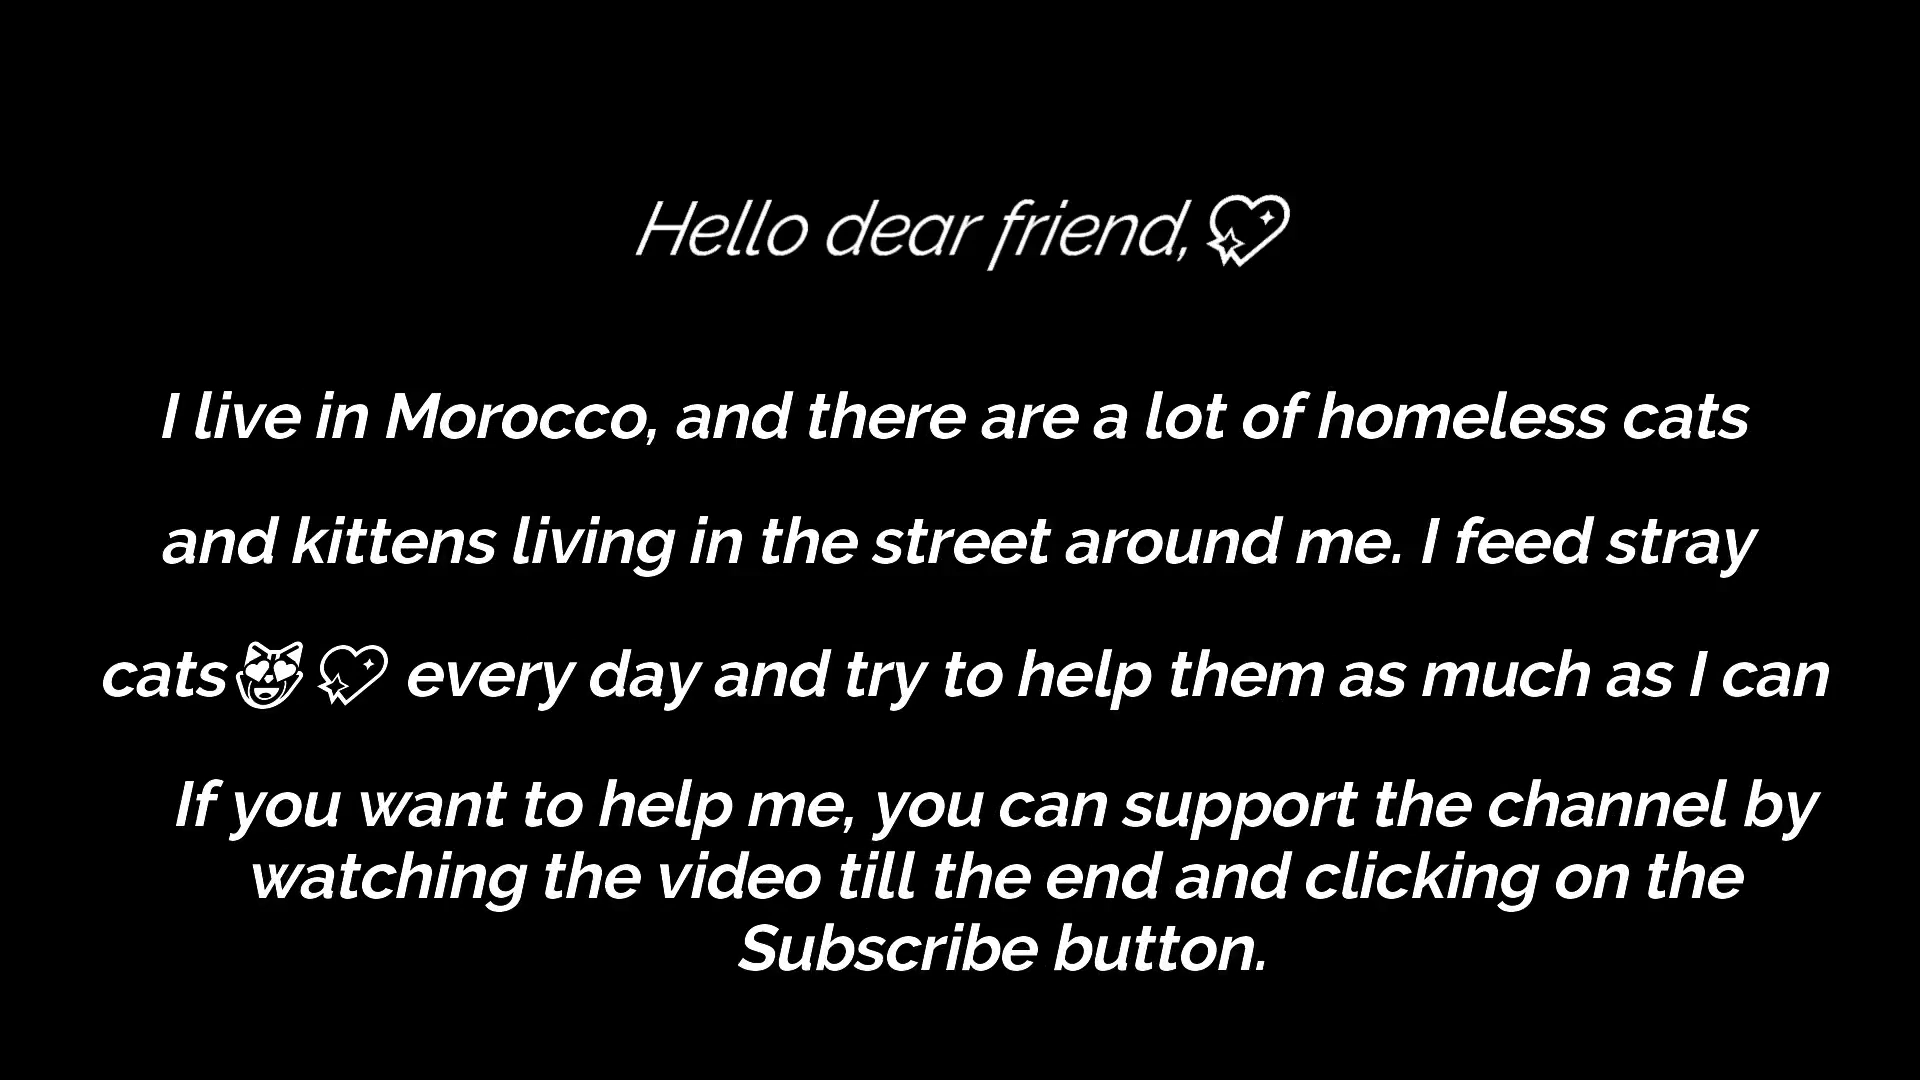 Hello dear friend,💖
I live in Morocco, and there are a lot of homeless cats
and kittens living in the street around me. I feed stray
cats😻💖 every day and try to help them as much as I can
If you want to help me, you can support the channel by
watching the video till the end and clicking on the
Subscribe button.